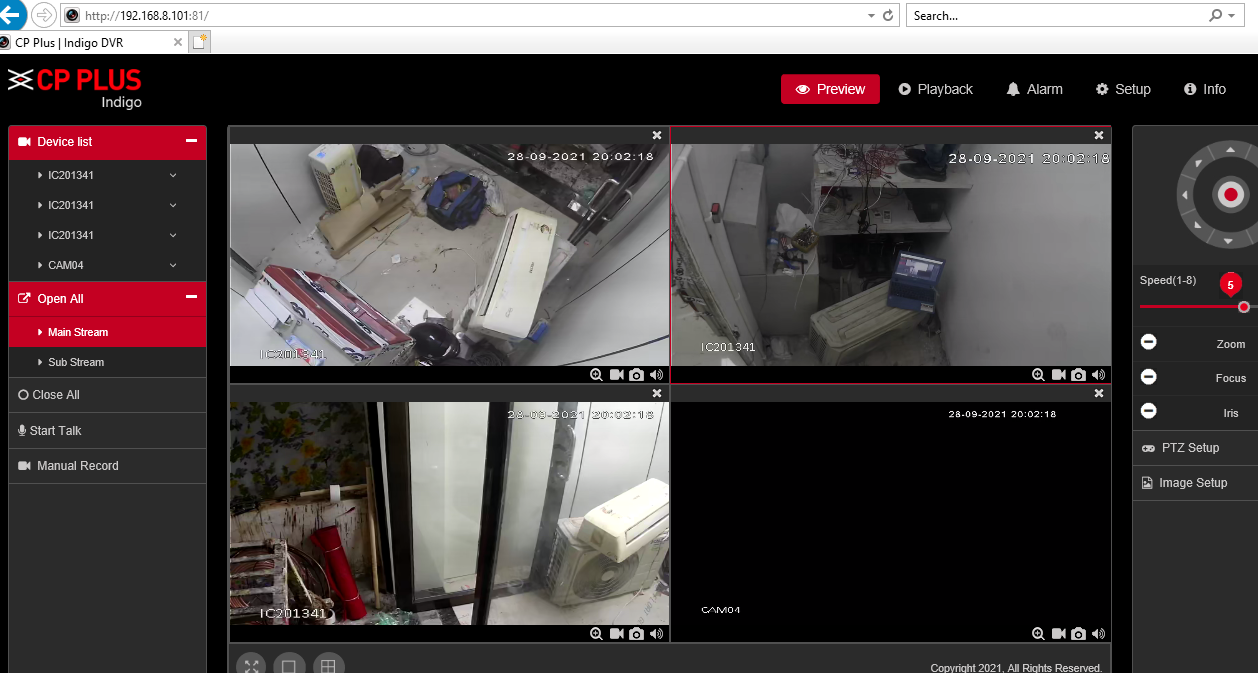 http://192.168.8.101:81/
Search...
CP Plus | Indigo DVR
CP PLUS
Indigo
Preview
Playback
Alarm
Setup
Info
Device list
IC201341
IC201341
IC201341
CAM04
Open All
Main Stream
Sub Stream
Close All
Start Talk
Manual Record
28-09-2021 20:02:18
IC201341
28-09-2021 20:02:18
IC201341
28-09-2021 20:02:18
IC201341
28-09-2021 20:02:18
CAM04
Speed(1-8)
5
Zoom
Focus
Iris
PTZ Setup
Image Setup
Copyright 2021, All Rights Reserved.